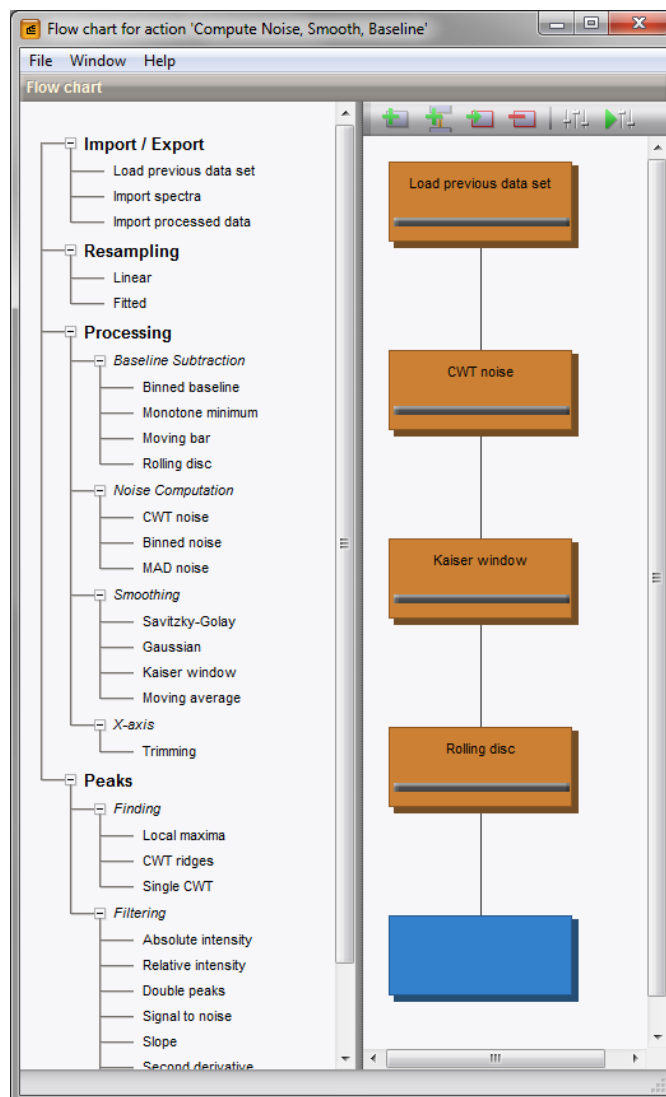 Flow chart for action 'Compute Noise, Smooth, Baseline'
File Window Help
Flow chart
Import / Export
Load previous data set
Import spectra
Import processed data
Resampling
Linear
Fitted
Processing
Baseline Subtraction
Binned baseline
Monotone minimum
Moving bar
Rolling disc
Noise Computation
CWT noise
Binned noise
MAD noise
Smoothing
Savitzky-Golay
Gaussian
Kaiser window
Moving average
X-axis
Trimming
Peaks
Finding
Local maxima
CWT ridges
Single CWT
Filtering
Absolute intensity
Relative intensity
Double peaks
Signal to noise
Slope
Second derivative
Load previous data set
CWT noise
Kaiser window
Rolling disc